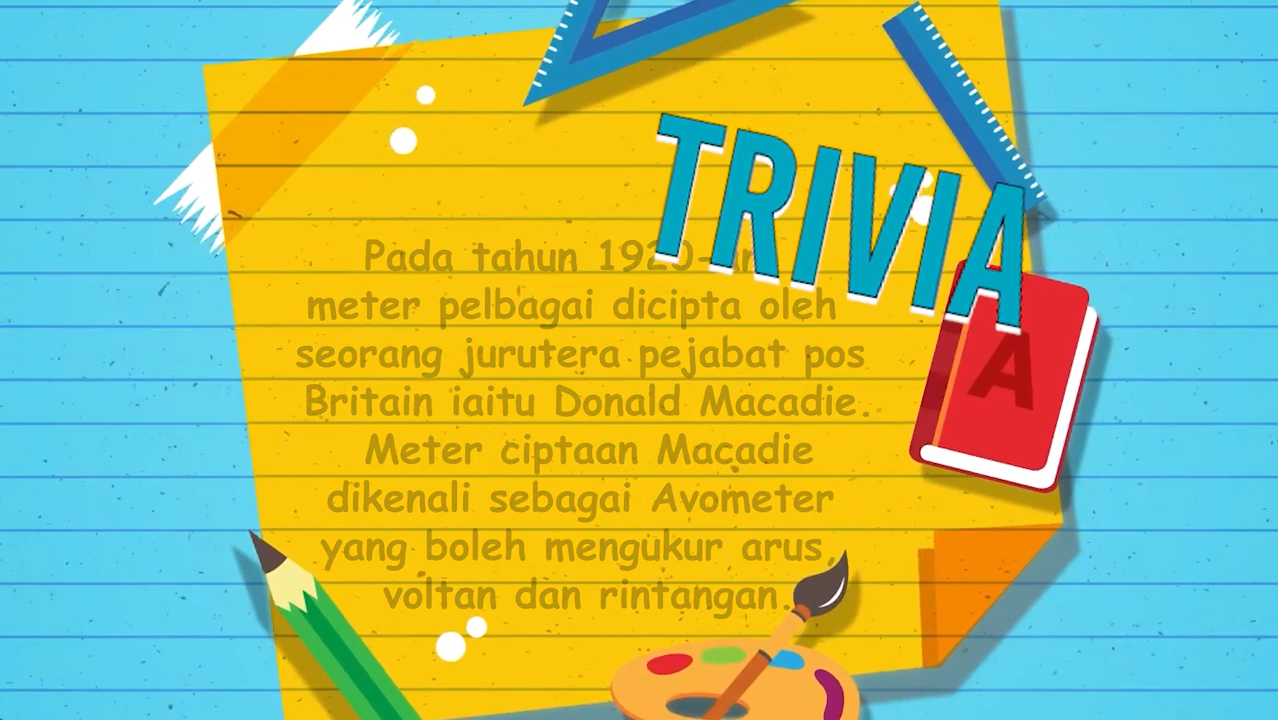 TRIVIA
Pada tahun 1920-an
meter pelbagai dicipta oleh
seorang jurutera pejabat pos
Britain iaitu Donald Macadie.
Meter ciptaan Macadie
dikenali sebagai Avometer
yang boleh mengukur arus,
voltan dan rintangan.
A